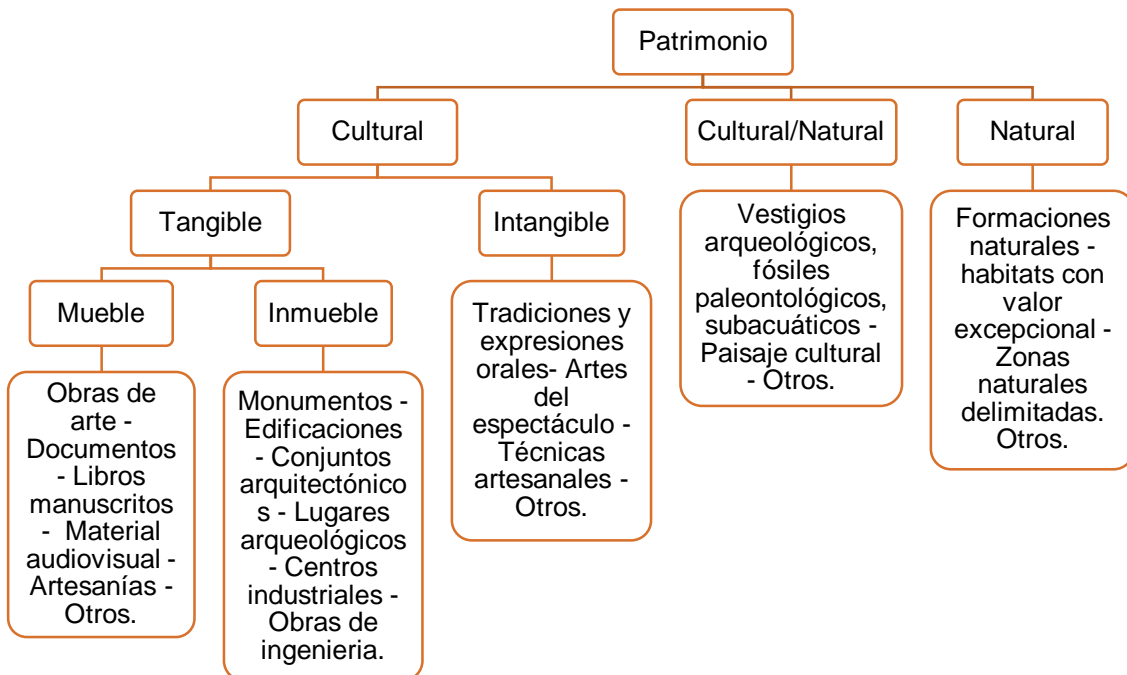 Patrimonio
Cultural
Cultural/Natural
Natural
Tangible
Intangible
Vestigios
arqueológicos,
fósiles
paleontológicos,
subacuáticos -
Paisaje cultural
- Otros.
Formaciones
naturales -
habitats con
valor
excepcional -
Zonas
naturales
delimitadas.
Otros.
Mueble
Inmueble
Tradiciones y
expresiones
orales- Artes
del
espectáculo -
Técnicas
artesanales -
Otros.
Obras de
arte -
Documentos
- Libros
manuscritos
- Material
audiovisual -
Artesanías -
Otros.
Monumentos -
Edificaciones
- Conjuntos
arquitectónico
s - Lugares
arqueológicos
- Centros
industriales -
Obras de
ingenieria.